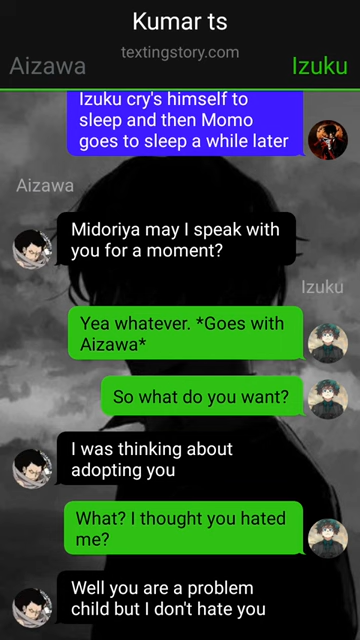 Kumar ts
textingstory.com
Aizawa
Izuku
Izuku cry's himself to
sleep and then Momo
goes to sleep a while later
Aizawa
Midoriya may I speak with
you for a moment?
Izuku
Yea whatever. *Goes with
Aizawa*
So what do you want?
I was thinking about
adopting you
What? I thought you hated
me?
Well you are a problem
child but I don't hate you